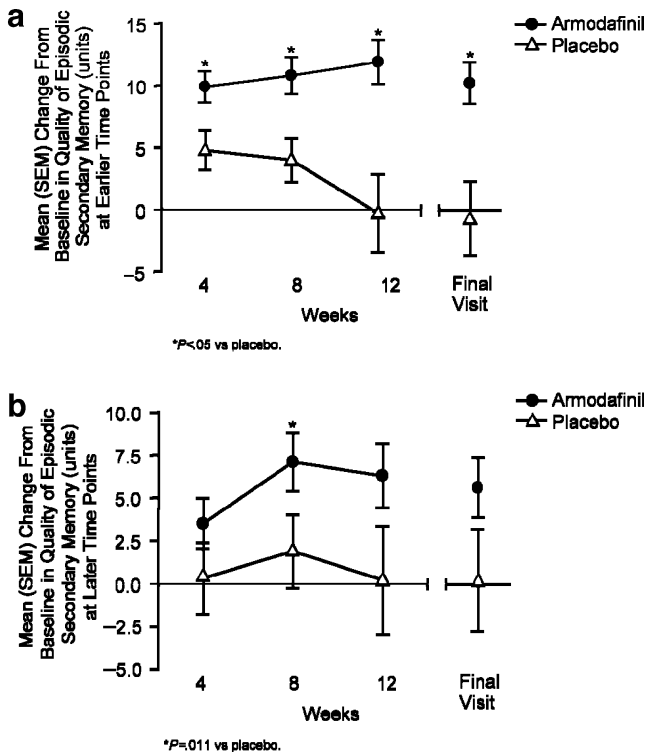 a
Mean (SEM) Change From
Baseline in Quality of Episodic
Secondary Memory (units)
at Earlier Time Points
15
10
5
0
−5
* * * *
Armodafinil
Placebo
4 8 12 Final
Visit
Weeks
*P<.05 vs placebo.
b
Mean (SEM) Change From
Baseline in Quality of Episodic
Secondary Memory (units)
at Later Time Points
10.0
7.5
5.0
2.5
0.0
−2.5
−5.0
*
Armodafinil
Placebo
4 8 12 Final
Visit
Weeks
*P=.011 vs placebo.